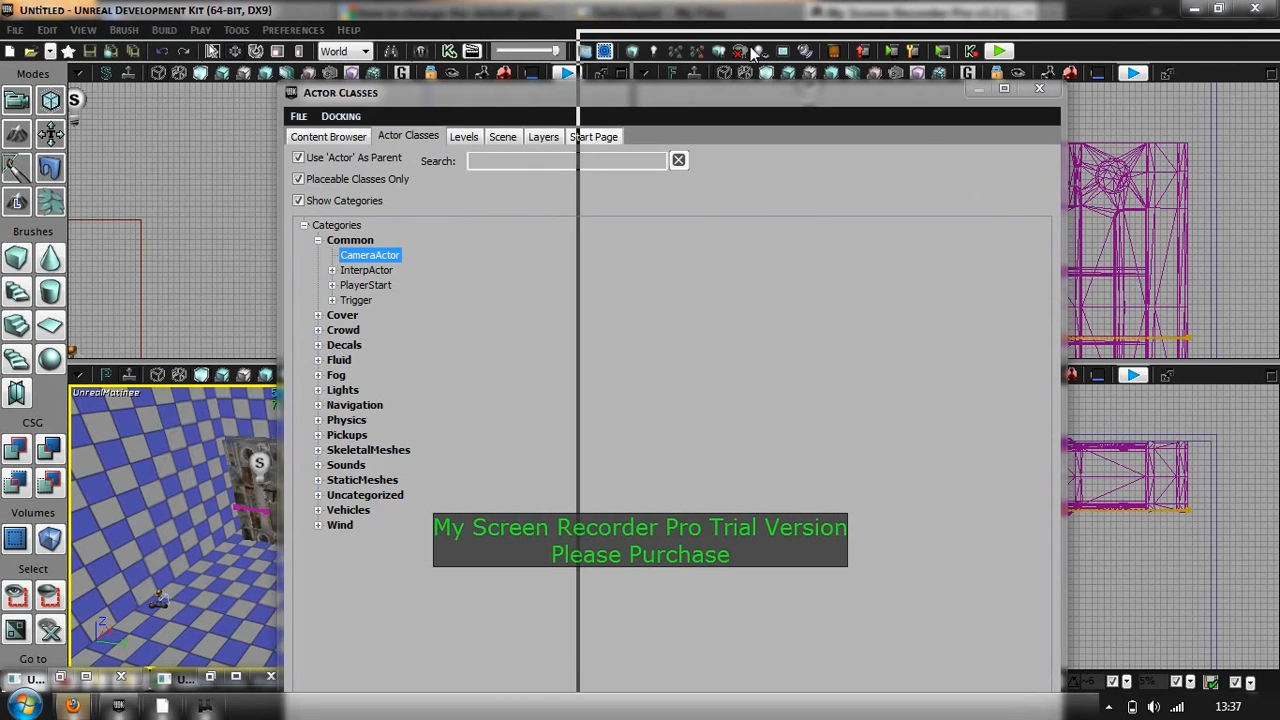 Untitled - Unreal Development Kit (64-bit, DX9)
FILE EDIT VIEW BRUSH BUILD PLAY TOOLS PREFERENCES HELP
World
Modes
Brushes
CSG
Volumes
Select
Go to
ACTOR CLASSES
FILE DOCKING
Content Browser Actor Classes Levels Scene Layers Start Page
Use 'Actor' As Parent
Search:
Placeable Classes Only
Show Categories
Categories
Common
CameraActor
InterpActor
PlayerStart
Trigger
Cover
Crowd
Decals
Fluid
Fog
Lights
Navigation
Physics
Pickups
SkeletalMeshes
Sounds
StaticMeshes
Uncategorized
Vehicles
Wind
UnrealMatinee
My Screen Recorder Pro Trial Version
Please Purchase
U... U...
5%
13:37